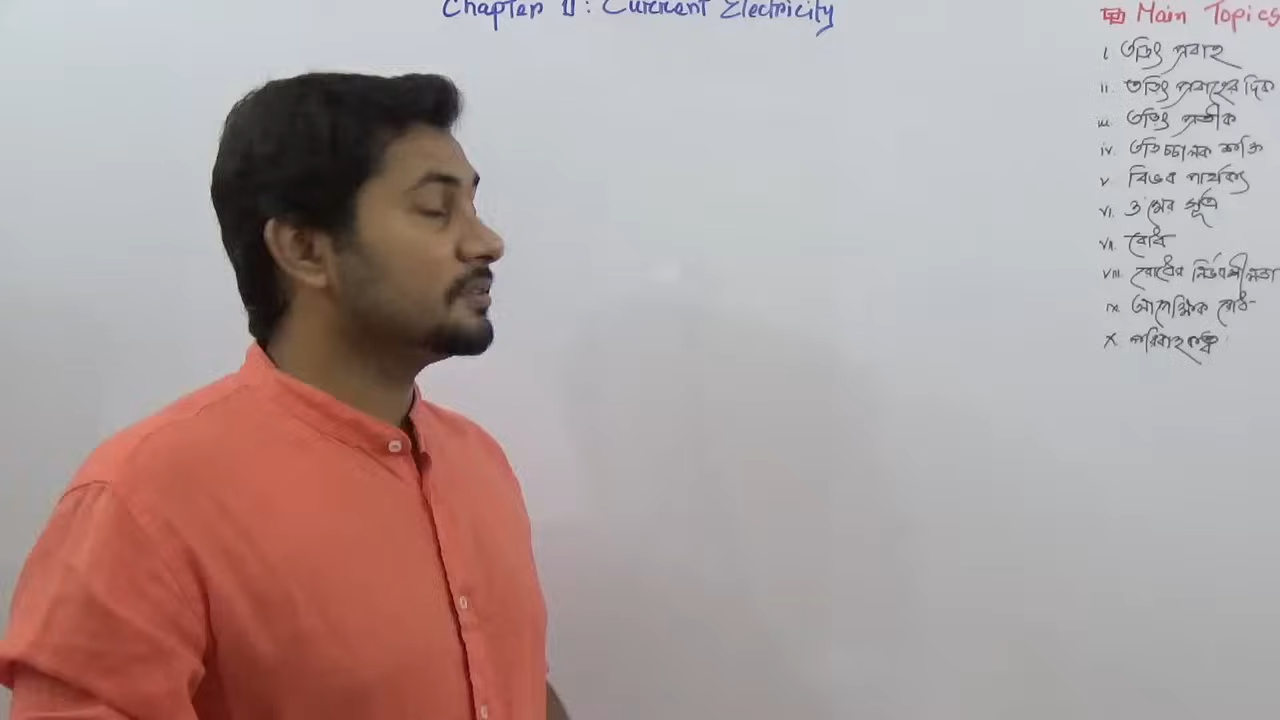 Chapter 11: Current Electricity
Main Topics
i. তড়িৎ প্রবাহ
ii. তড়িৎ প্রবাহের দিক
iii. তড়িৎ প্রতীক
iv. তড়িচ্চালক শক্তি
v. বিভব পার্থক্য
vi. ও'মের সূত্র
vii. রোধ
viii. রোধের নির্ভরশীলতা
ix. আপেক্ষিক রোধ
x. পরিবাহকত্ব